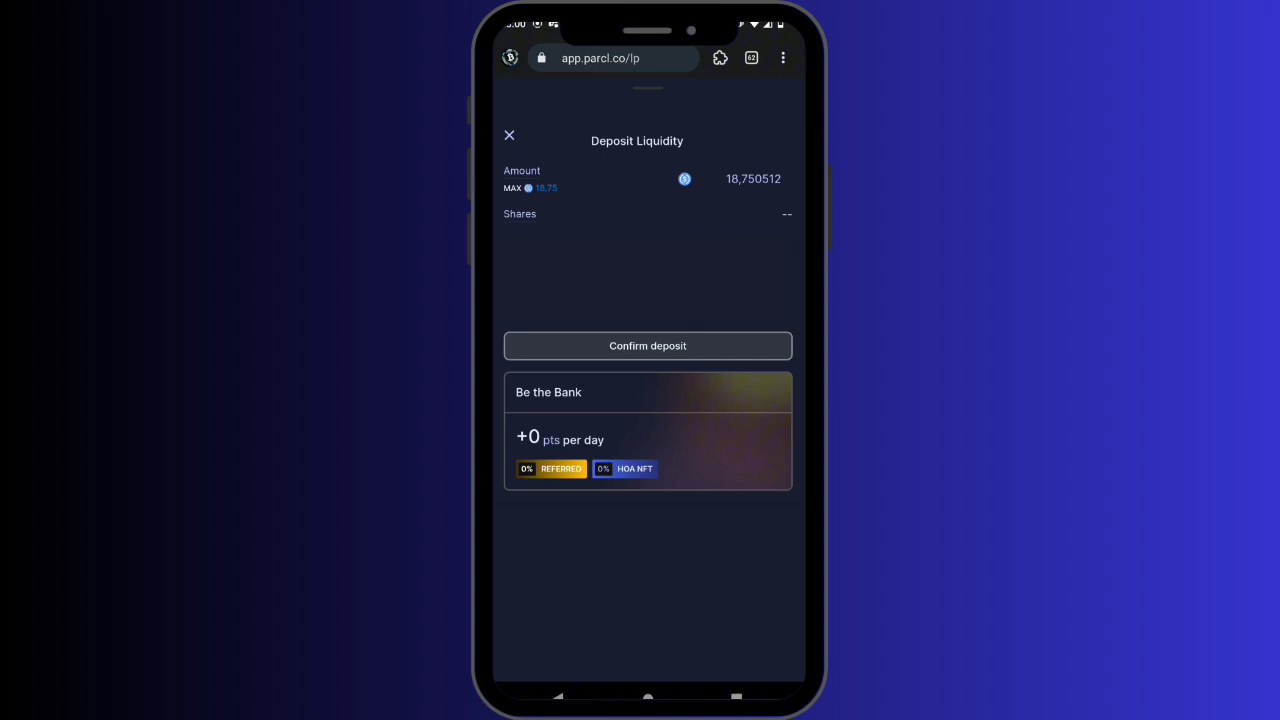 app.parcl.co/lp
62
Deposit Liquidity
Amount
18,750512
MAX 18,75
Shares
--
Confirm deposit
Be the Bank
+0 pts per day
0% REFERRED 0% HOA NFT